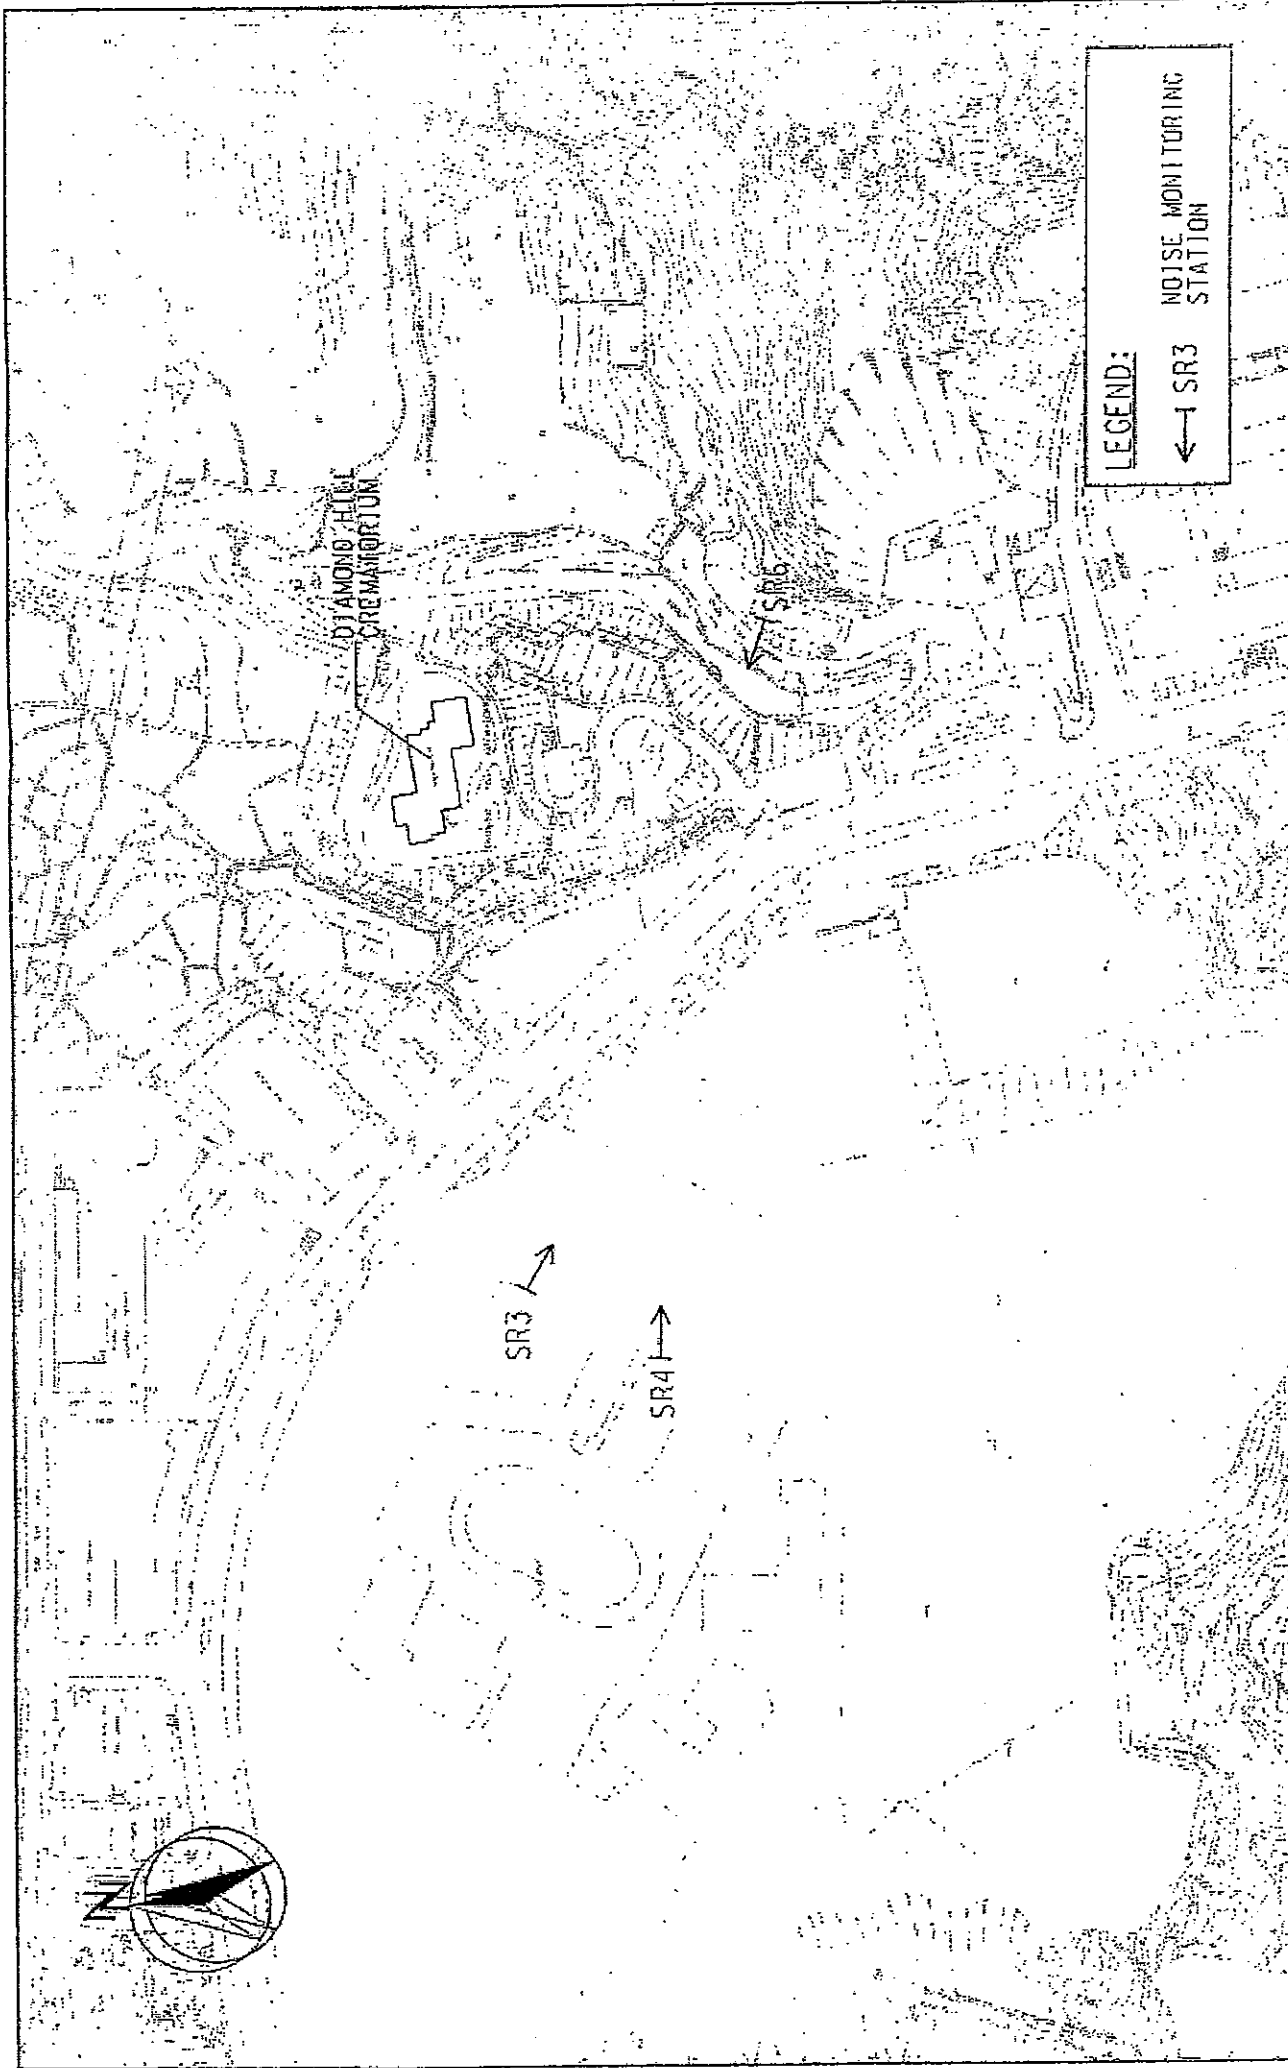 N
DIAMOND HILL
CREMATORIUM
SR3
SR4
SR6
LEGEND:
SR3 NOISE MONITORING
STATION